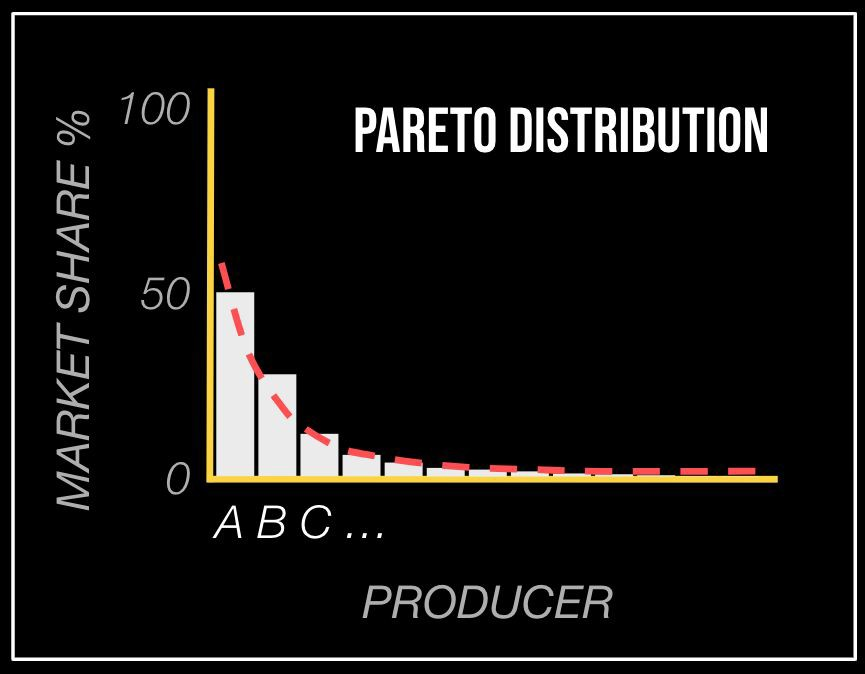 PARETO DISTRIBUTION
MARKET SHARE %
100
50
0
A B C ...
PRODUCER